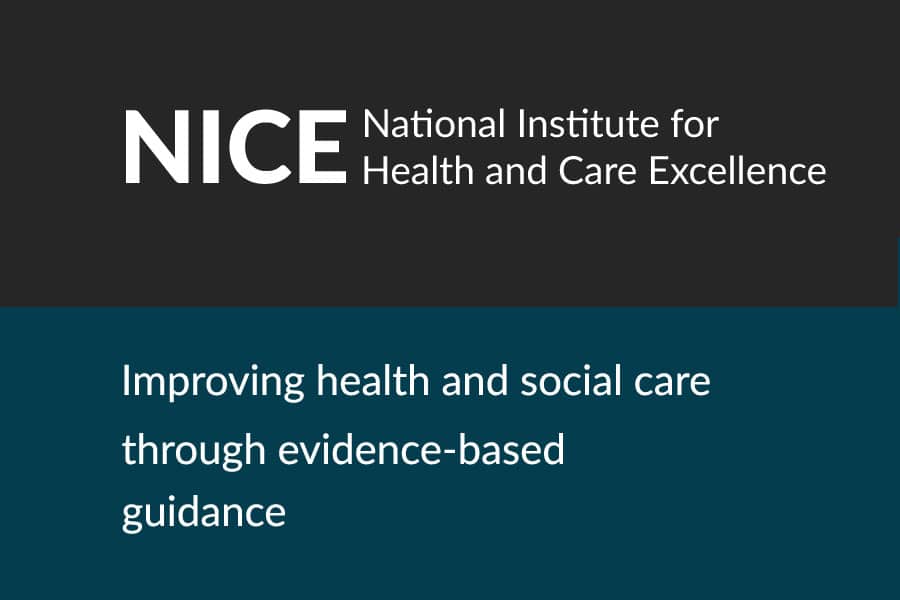 NICE National Institute for
Health and Care Excellence
Improving health and social care
through evidence-based
guidance